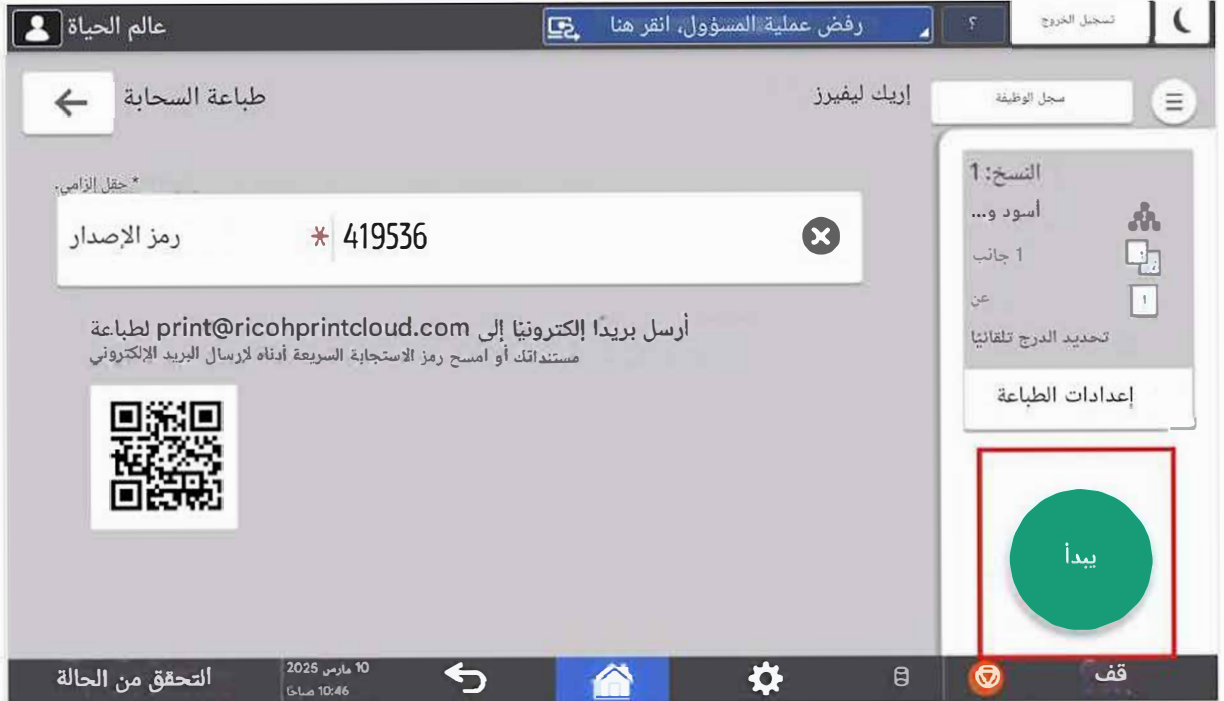 عالم الحياة
رفض عملية المسؤول، انقر هنا
؟
تسجيل الخروج
طباعة السحابة
إريك ليفيرز
سجل الوظيفة
* حقل إلزامي.
رمز الإصدار * 419536
أرسل بريدًا إلكترونيًا إلى print@ricohprintcloud.com لطباعة
مستنداتك أو امسح رمز الاستجابة السريعة أدناه لإرسال البريد الإلكتروني
النسخ: 1
أسود و...
1 جانب
عن
1
تحديد الدرج تلقائيًا
إعدادات الطباعة
يبدأ
التحقق من الحالة
10 مارس 2025
10:46 صباحًا
قف